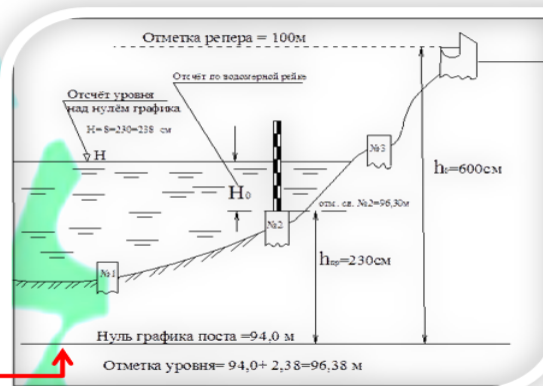 Отметка репера = 100м
Отсчёт по водомерной рейке
Отсчёт уровня
над нулём графика
H=8=230=238 см
H
№3
h₀=600см
H₀
отм. св. №2=96,30м
№2
hпр=230см
№1
Нуль графика поста =94,0 м
Отметка уровня= 94,0+ 2,38=96,38 м